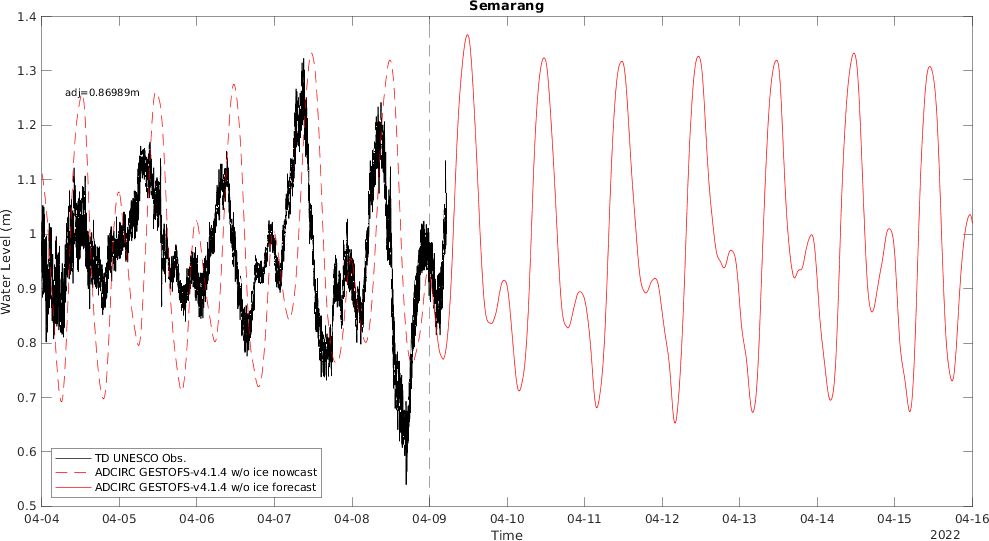 Semarang
1.4
1.3
1.2
1.1
1
0.9
0.8
0.7
0.6
0.5
Water Level (m)
adj=0.86989m
TD UNESCO Obs.
ADCIRC GESTOFS-v4.1.4 w/o ice nowcast
ADCIRC GESTOFS-v4.1.4 w/o ice forecast
04-04 04-05 04-06 04-07 04-08 04-09 04-10 04-11 04-12 04-13 04-14 04-15 04-16
Time
2022